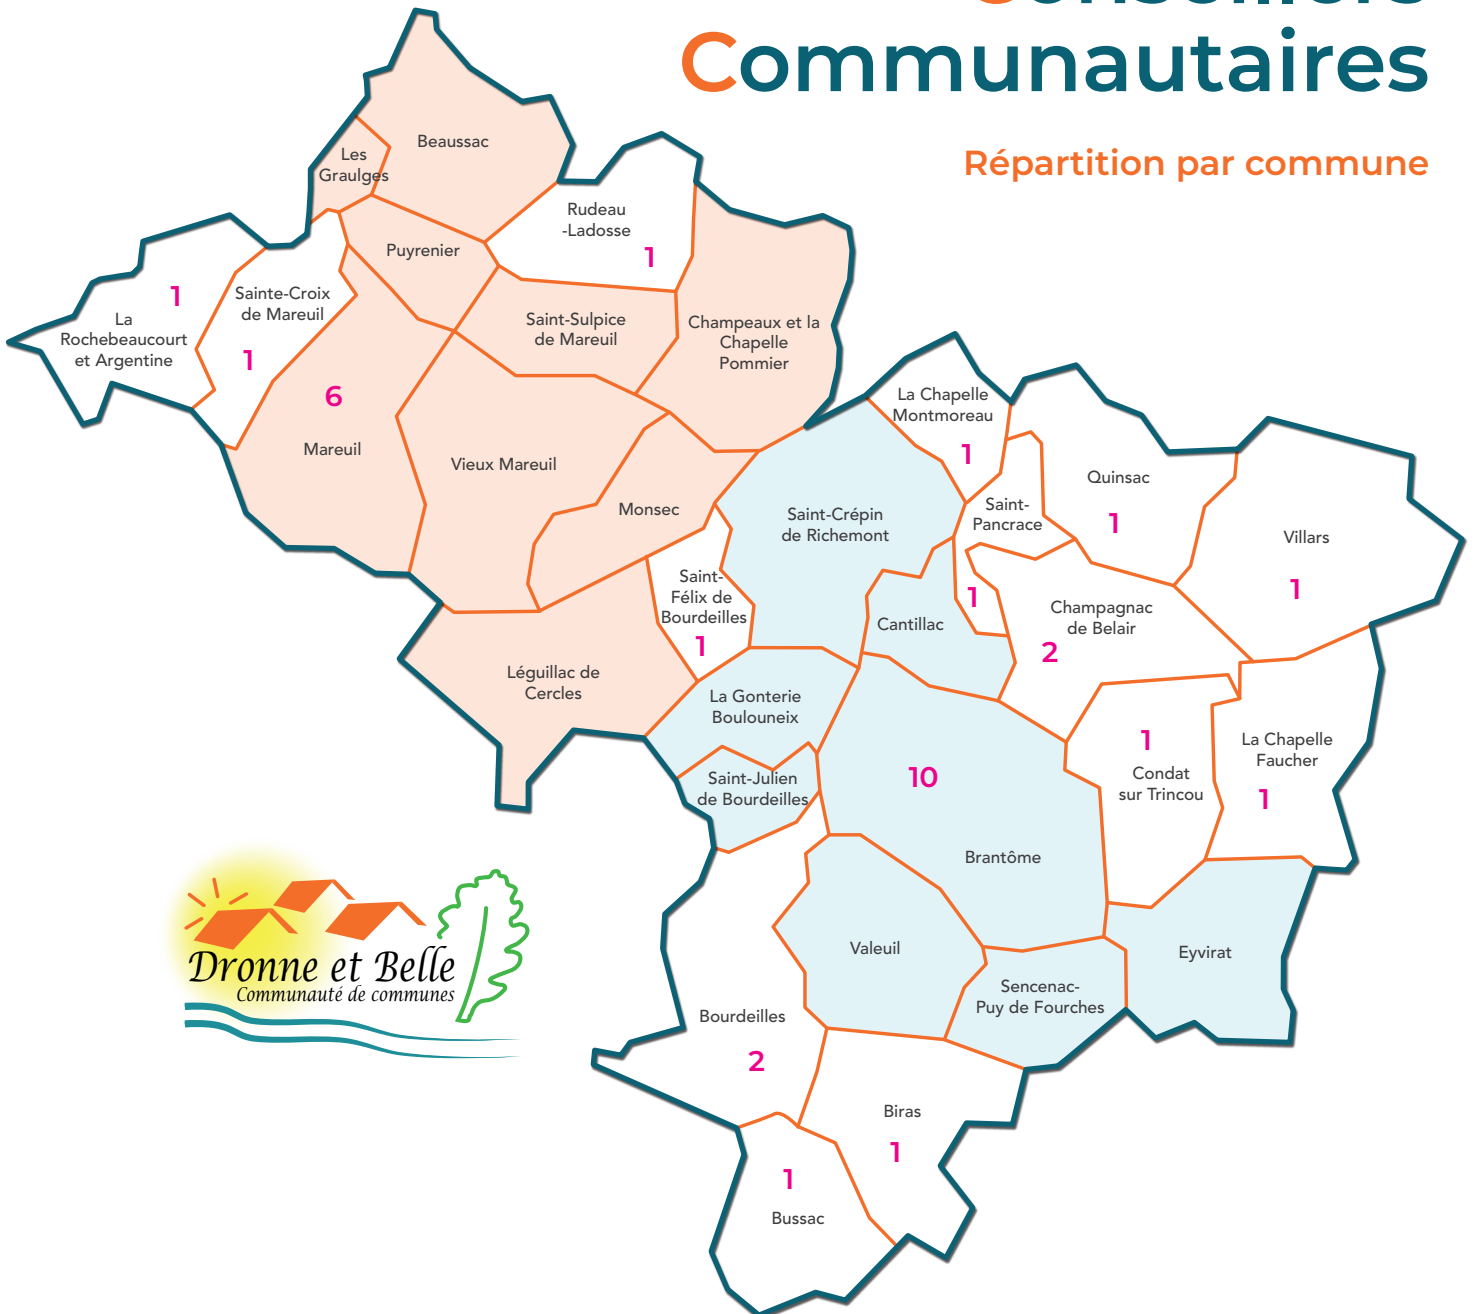 Conseillers
Communautaires
Répartition par commune
Beaussac
Les
Graulges
Rudeau
-Ladosse
1
Puyrenier
1
La
Rochebeaucourt
et Argentine
Sainte-Croix
de Mareuil
1
Saint-Sulpice
de Mareuil
Champeaux et la
Chapelle
Pommier
6
Mareuil
Vieux Mareuil
Monsec
La Chapelle
Montmoreau
1
Saint-
Pancrace
1
Quinsac
1
Villars
1
Saint-Crépin
de Richemont
Saint-
Félix de
Bourdeilles
1
Cantillac
Champagnac
de Belair
2
Léguillac de
Cercles
La Gonterie
Boulouneix
Saint-Julien
de Bourdeilles
10
Brantôme
1
Condat
sur Trincou
La Chapelle
Faucher
1
Valeuil
Eyvirat
Sencenac-
Puy de Fourches
Bourdeilles
2
Biras
1
1
Bussac
Dronne et Belle
Communauté de communes